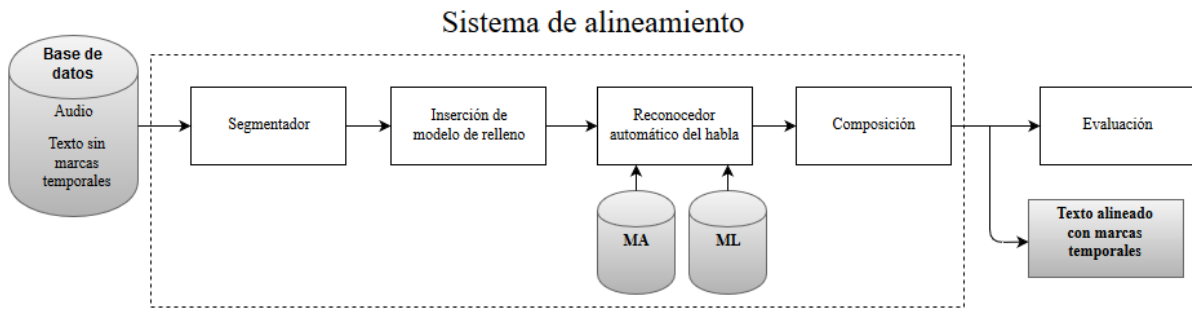 Sistema de alineamiento
Base de
datos
Audio
Texto sin
marcas
temporales
Segmentador
Inserción de
modelo de relleno
Reconocedor
automático del habla
Composición
Evaluación
MA
ML
Texto alineado
con marcas
temporales